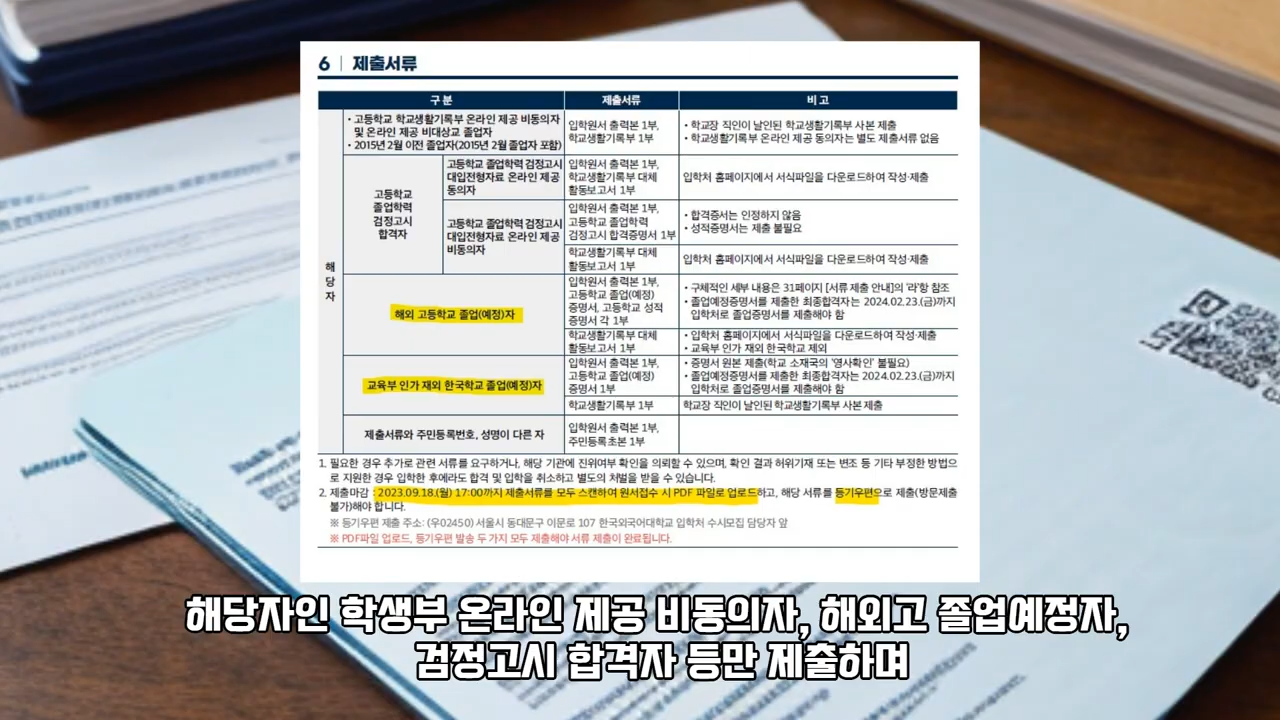 6 | 제출서류
구 분
제출서류
비 고
해
당
자
• 고등학교 학교생활기록부 온라인 제공 비동의자
및 온라인 제공 비대상교 졸업자
• 2015년 2월 이전 졸업자(2015년 2월 졸업자 포함)
입학원서 출력본 1부,
학교생활기록부 1부
• 학교장 직인이 날인된 학교생활기록부 사본 제출
• 학교생활기록부 온라인 제공 동의자는 별도 제출서류 없음
고등학교
졸업학력
검정고시
합격자
고등학교 졸업학력 검정고시
대입전형자료 온라인 제공
동의자
입학원서 출력본 1부,
학교생활기록부 대체
활동보고서 1부
입학처 홈페이지에서 서식파일을 다운로드하여 작성·제출
고등학교 졸업학력 검정고시
대입전형자료 온라인 제공
비동의자
입학원서 출력본 1부,
고등학교 졸업학력
검정고시 합격증명서 1부
• 합격증서는 인정하지 않음
• 성적증명서는 제출 불필요
학교생활기록부 대체
활동보고서 1부
입학처 홈페이지에서 서식파일을 다운로드하여 작성·제출
해외 고등학교 졸업(예정)자
입학원서 출력본 1부,
고등학교 졸업(예정)
증명서, 고등학교 성적
증명서 각 1부
• 구체적인 세부 내용은 31페이지 [서류 제출 안내]의 '라'항 참조
• 졸업예정증명서를 제출한 최종합격자는 2024.02.23.(금)까지
입학처로 졸업증명서를 제출해야 함
학교생활기록부 대체
활동보고서 1부
• 입학처 홈페이지에서 서식파일을 다운로드하여 작성·제출
• 교육부 인가 재외 한국학교 제외
교육부 인가 재외 한국학교 졸업(예정)자
입학원서 출력본 1부,
고등학교 졸업(예정)
증명서 1부
• 증명서 원본 제출(학교 소재국의 '영사확인' 불필요)
• 졸업예정증명서를 제출한 최종합격자는 2024.02.23.(금)까지
입학처로 졸업증명서를 제출해야 함
학교생활기록부 1부
학교장 직인이 날인된 학교생활기록부 사본 제출
제출서류와 주민등록번호, 성명이 다른 자
입학원서 출력본 1부,
주민등록초본 1부
1. 필요한 경우 추가로 관련 서류를 요구하거나, 해당 기관에 진위여부 확인을 의뢰할 수 있으며, 확인 결과 허위기재 또는 변조 등 기타 부정한 방법으
로 지원한 경우 입학한 후에라도 합격 및 입학을 취소하고 별도의 처벌을 받을 수 있습니다.
2. 제출마감 : 2023.09.18.(월) 17:00까지 제출서류를 모두 스캔하여 원서접수 시 PDF 파일로 업로드하고, 해당 서류를 등기우편으로 제출(방문제출
불가)해야 합니다.
※ 등기우편 제출 주소: (우02450) 서울시 동대문구 이문로 107 한국외국어대학교 입학처 수시모집 담당자 앞
※ PDF파일 업로드, 등기우편 발송 두 가지 모두 제출해야 서류 제출이 완료됩니다.
해당자인 학생부 온라인 제공 비동의자, 해외고 졸업예정자,
검정고시 합격자 등만 제출하며